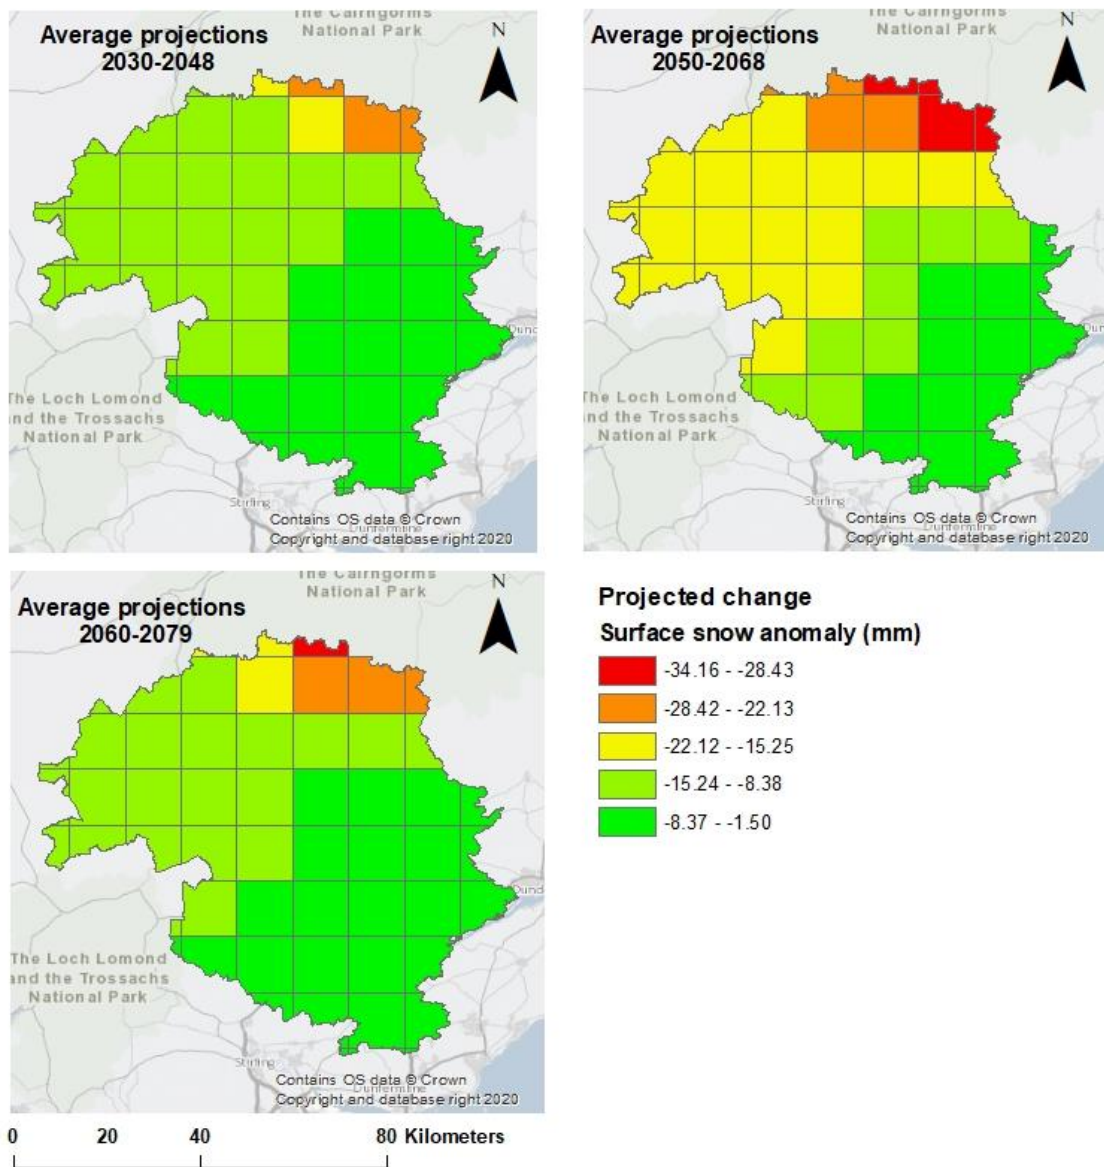 The Cairngorms
National Park
Average projections
2030-2048
N
Stirling
The Loch Lomond
and the Trossachs
National Park
Contains OS data © Crown
Copyright and database right 2020
The Cairngorms
National Park
Average projections
2050-2068
N
The Loch Lomond
and the Trossachs
National Park
Stirling
Contains OS data © Crown
Copyright and database right 2020
The Cairngorms
National Park
Average projections
2060-2079
N
The Loch Lomond
and the Trossachs
National Park
Stirling
Contains OS data © Crown
Copyright and database right 2020
Projected change
Surface snow anomaly (mm)
-34.16 - -28.43
-28.42 - -22.13
-22.12 - -15.25
-15.24 - -8.38
-8.37 - -1.50
0 20 40 80 Kilometers